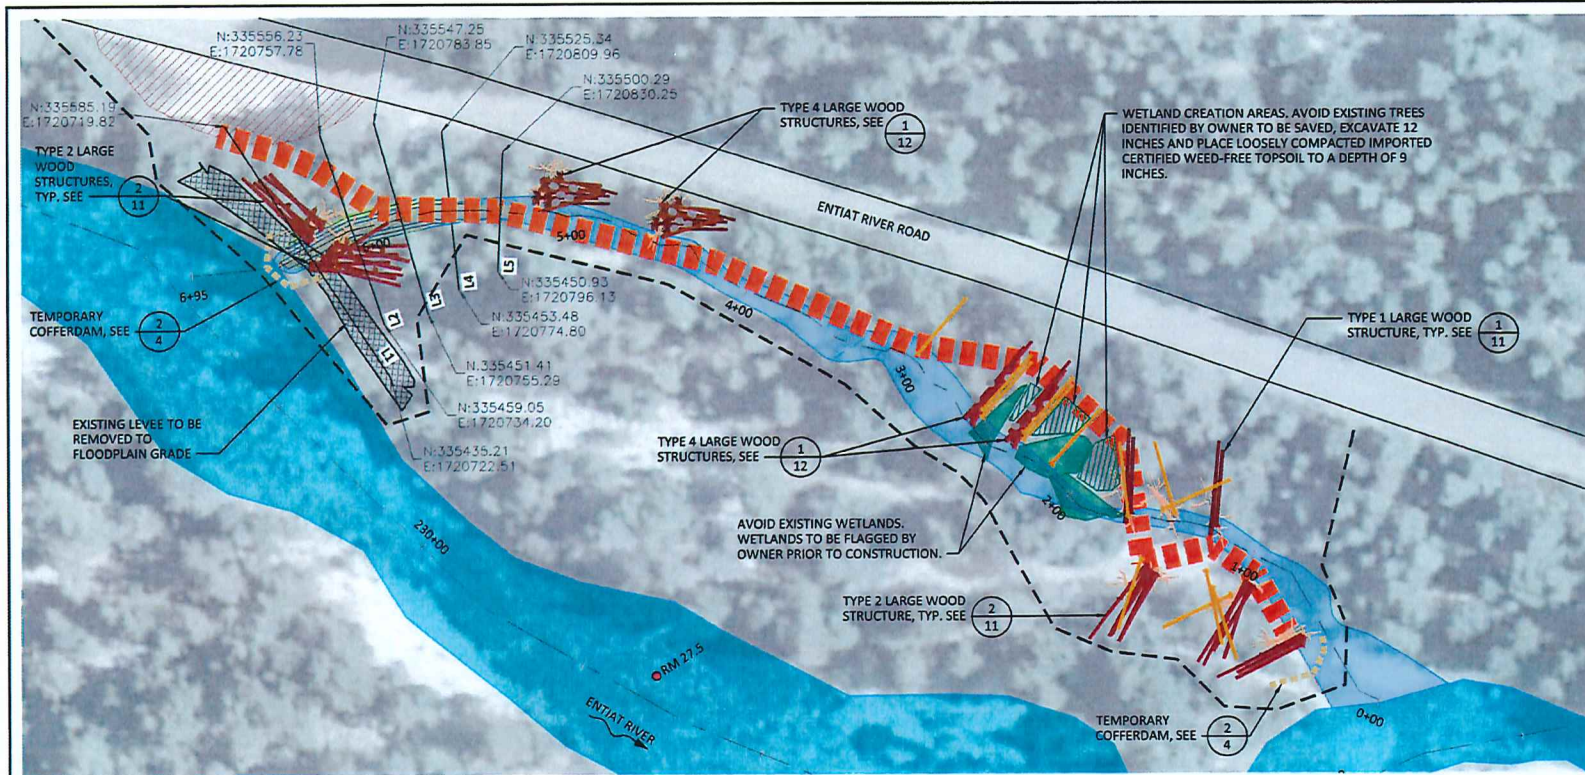 N:335556.23
E:1720757.78
N:335547.25
E:1720783.85
N:335525.34
E:1720809.96
N:335500.29
E:1720830.25
N:335585.19
E:1720719.82
TYPE 2 LARGE
WOOD
STRUCTURES,
TYP. SEE
2
11
TYPE 4 LARGE WOOD
STRUCTURES, SEE
1
12
WETLAND CREATION AREAS. AVOID EXISTING TREES
IDENTIFIED BY OWNER TO BE SAVED, EXCAVATE 12
INCHES AND PLACE LOOSELY COMPACTED IMPORTED
CERTIFIED WEED-FREE TOPSOIL TO A DEPTH OF 9
INCHES.
ENTIAT RIVER ROAD
6+00
5+00
4+00
3+00
2+00
1+00
0+00
6+95
L1
L2
L3
L4
L5
N:335450.93
E:1720796.13
N:335453.48
E:1720774.80
N:335451.41
E:1720755.29
N:335459.05
E:1720734.20
N:335435.21
E:1720722.51
TEMPORARY
COFFERDAM, SEE
2
4
EXISTING LEVEE TO BE
REMOVED TO
FLOODPLAIN GRADE
TYPE 1 LARGE WOOD
STRUCTURE, TYP. SEE
1
11
TYPE 4 LARGE WOOD
STRUCTURES, SEE
1
12
AVOID EXISTING WETLANDS.
WETLANDS TO BE FLAGGED BY
OWNER PRIOR TO CONSTRUCTION.
TYPE 2 LARGE WOOD
STRUCTURE, TYP. SEE
2
11
230+00
RM 27.5
ENTIAT RIVER
TEMPORARY
COFFERDAM, SEE
2
4